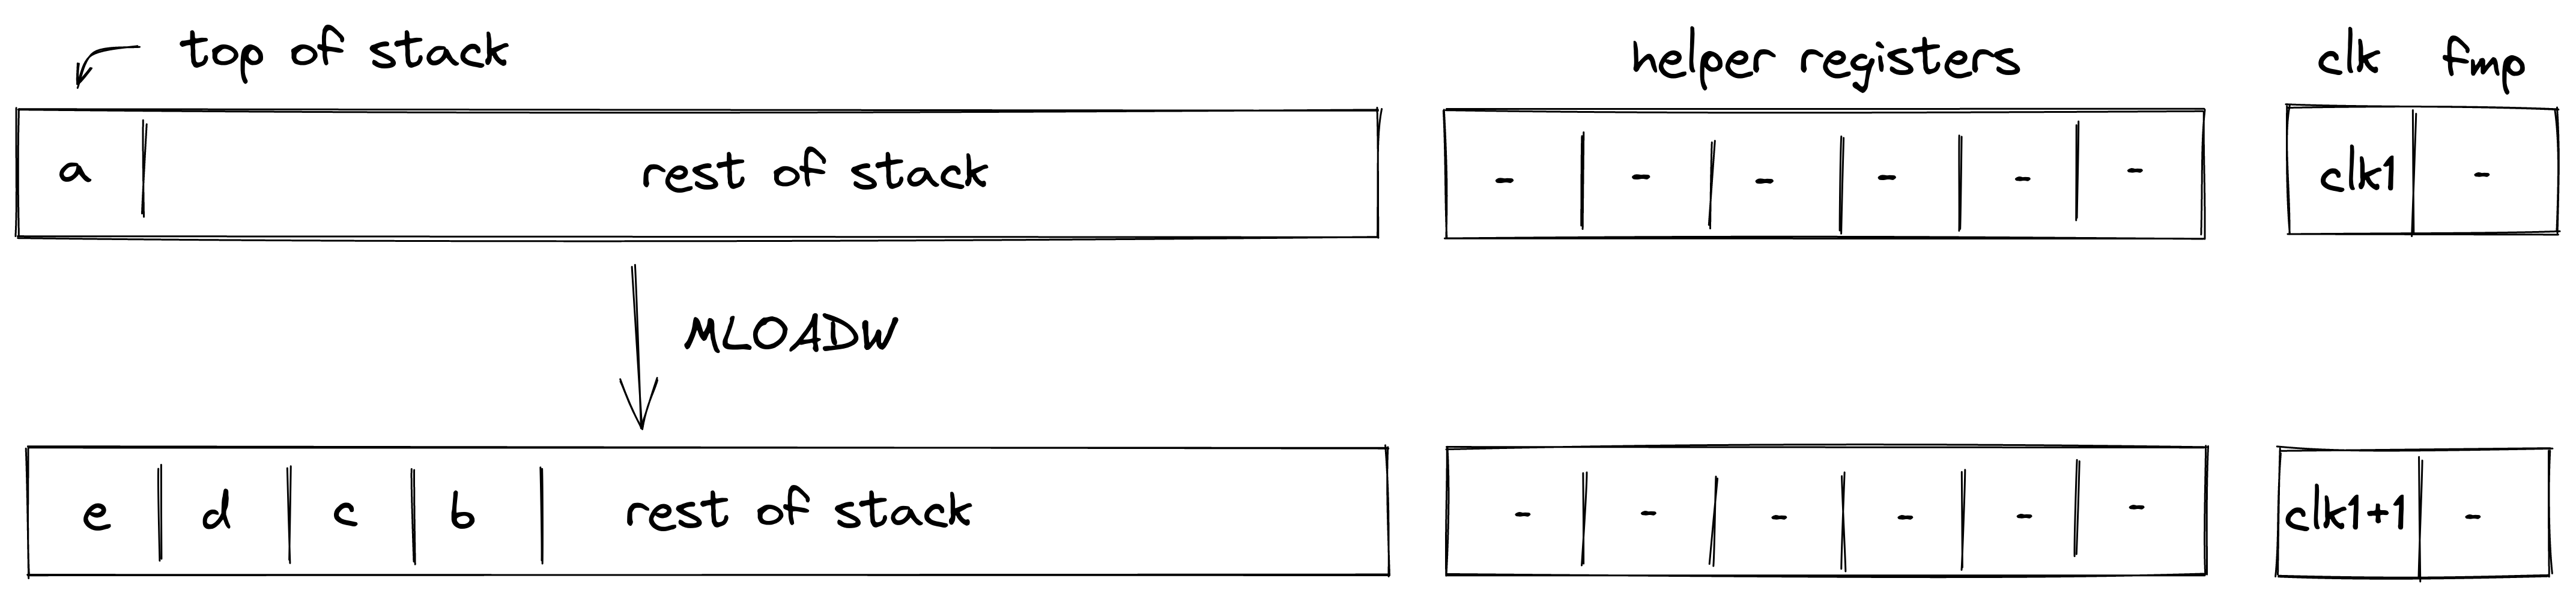 top of stack
helper registers
clk fmp
a rest of stack
- - - - - -
clk1 -
MLOADW
e d c b rest of stack
- - - - - -
clk1+1 -